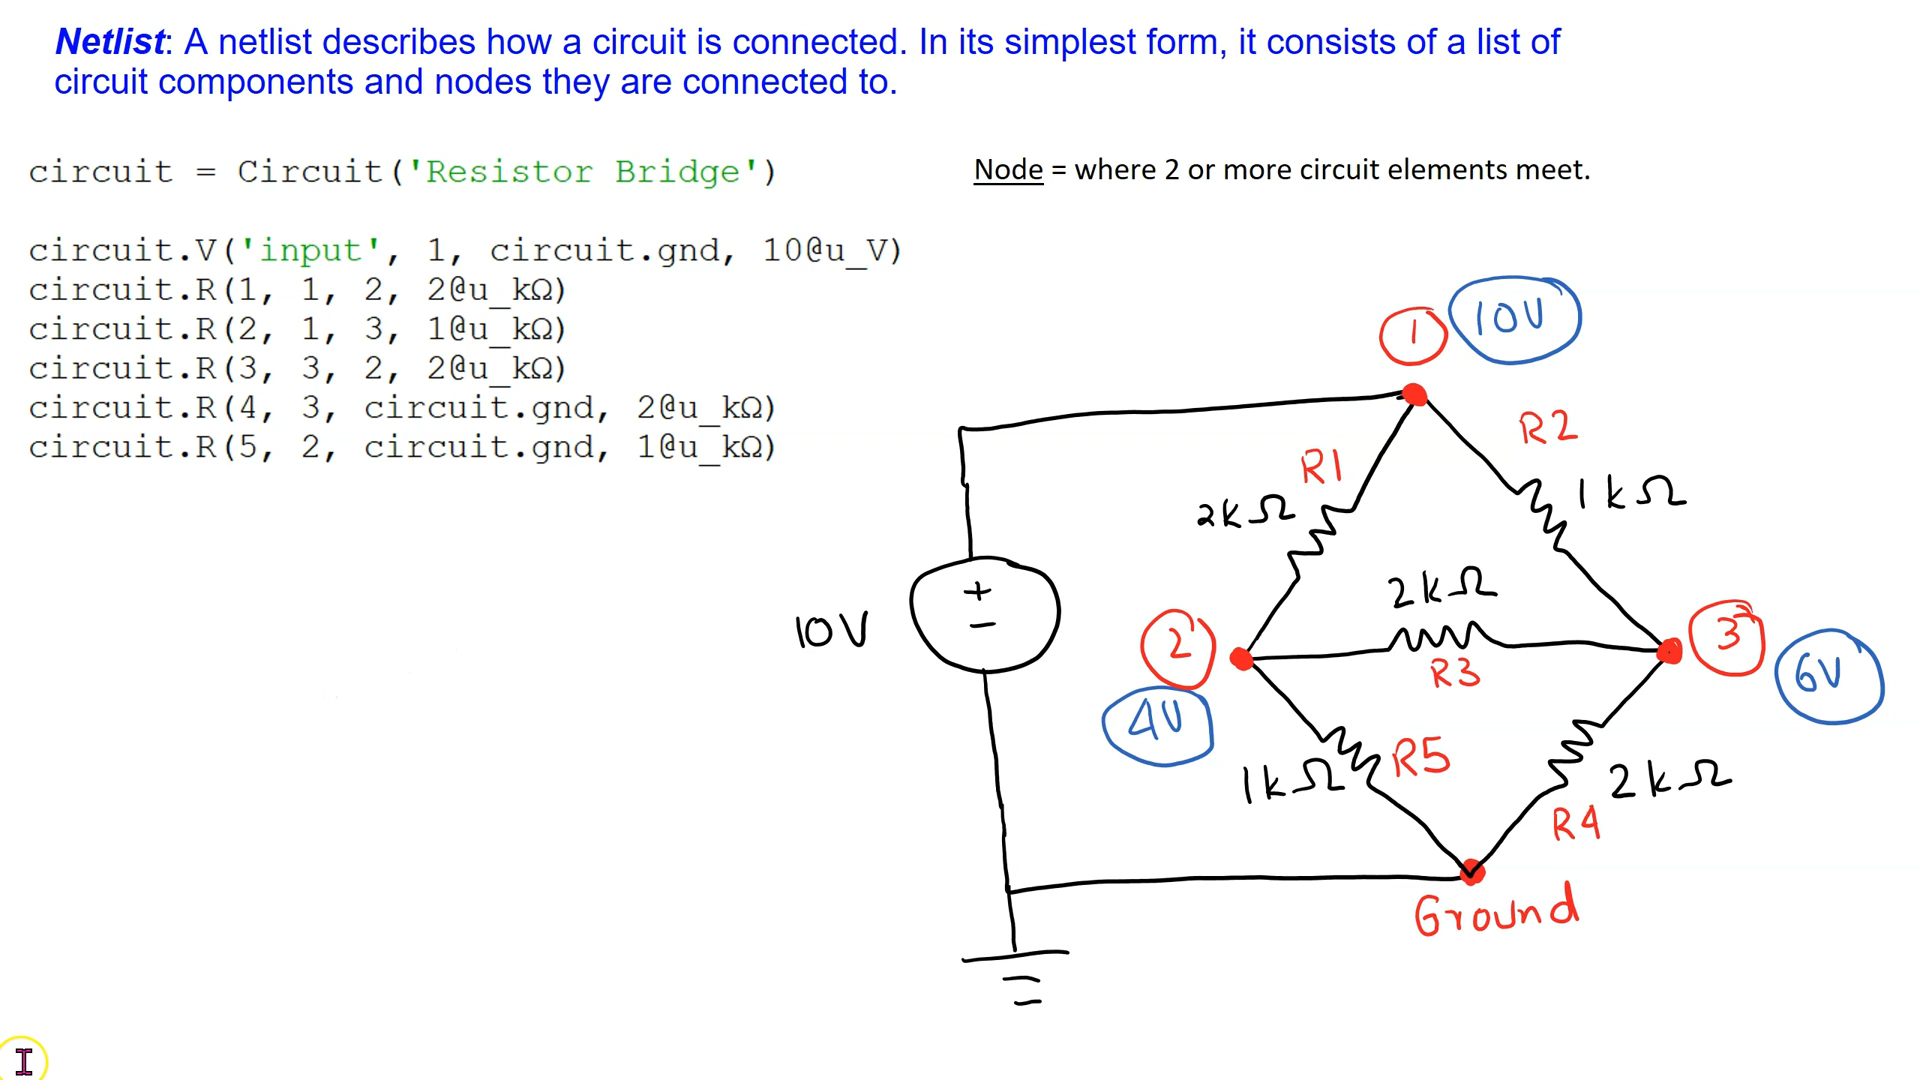 Netlist: A netlist describes how a circuit is connected. In its simplest form, it consists of a list of
circuit components and nodes they are connected to.
circuit = Circuit('Resistor Bridge')
Node = where 2 or more circuit elements meet.
circuit.V('input', 1, circuit.gnd, 10@u_V)
circuit.R(1, 1, 2, 2@u_kΩ)
circuit.R(2, 1, 3, 1@u_kΩ)
circuit.R(3, 3, 2, 2@u_kΩ)
circuit.R(4, 3, circuit.gnd, 2@u_kΩ)
circuit.R(5, 2, circuit.gnd, 1@u_kΩ)
1
10V
R2
R1
1kΩ
2kΩ
2kΩ
+
−
10V
2
3
R3
6V
4V
R5
1kΩ
2kΩ
R4
Ground